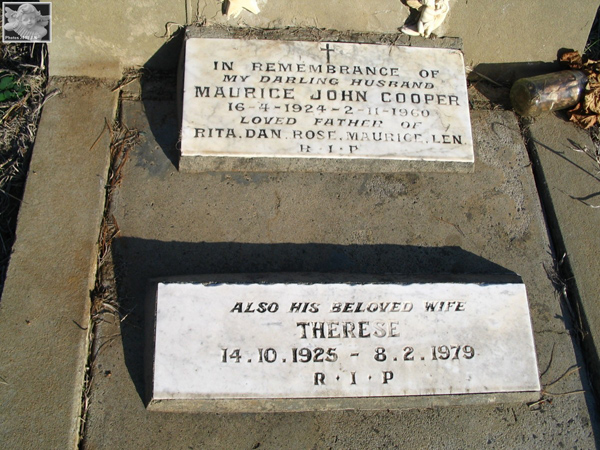 IN REMEMBRANCE OF
MY DARLING HUSBAND
MAURICE JOHN COOPER
16-4-1924-2-11-1960
LOVED FATHER OF
RITA. DAN. ROSE. MAURICE. LEN.
R·I·P
ALSO HIS BELOVED WIFE
THERESE
14.10.1925 - 8.2.1979
R·I·P